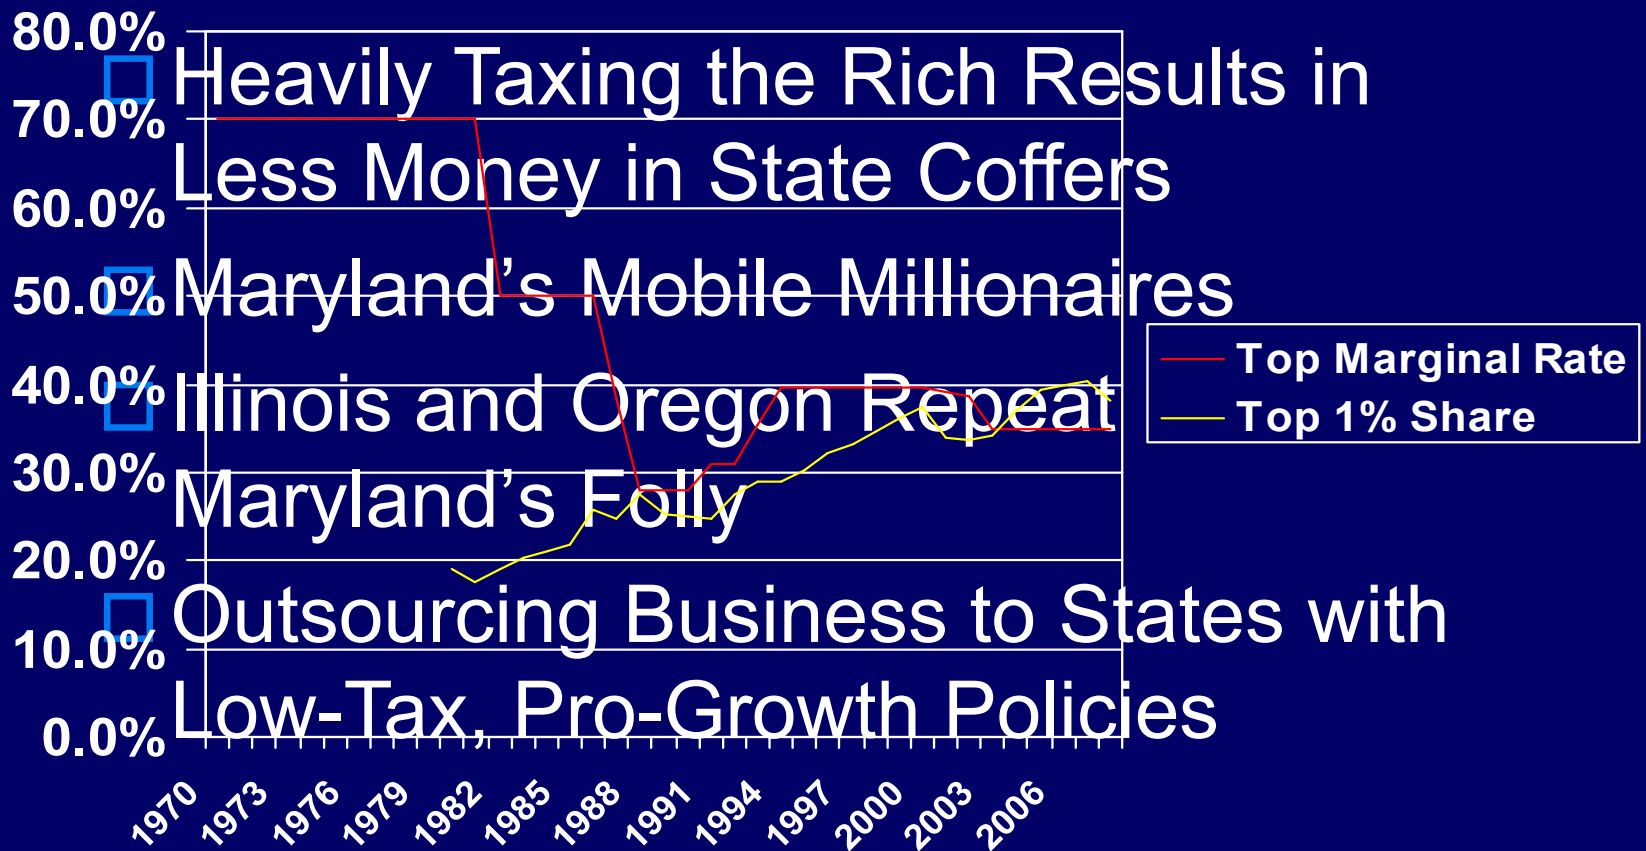 80.0%
Heavily Taxing the Rich Results in
70.0%
Less Money in State Coffers
60.0%
Maryland’s Mobile Millionaires
50.0%
Top Marginal Rate
40.0%
Illinois and Oregon Repeat
Top 1% Share
30.0%
Maryland’s Folly
20.0%
Outsourcing Business to States with
10.0%
Low-Tax, Pro-Growth Policies
0.0%
1970 1973 1976 1979 1982 1985 1988 1991 1994 1997 2000 2003 2006